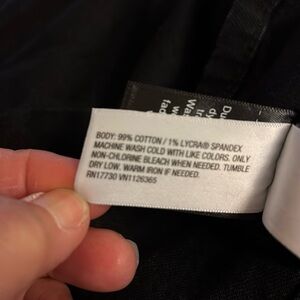 BODY: 99% COTTON / 1% LYCRA® SPANDEX
MACHINE WASH COLD WITH LIKE COLORS. ONLY
NON-CHLORINE BLEACH WHEN NEEDED. TUMBLE
DRY LOW. WARM IRON IF NEEDED.
RN17730 VN1126365